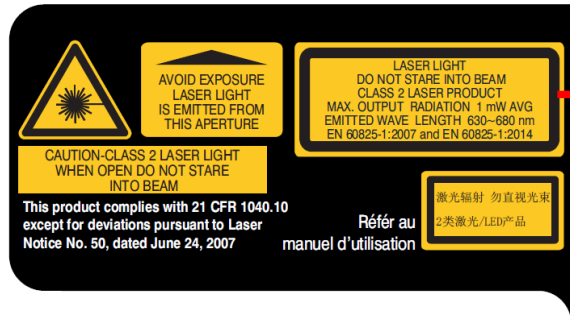 AVOID EXPOSURE
LASER LIGHT
IS EMITTED FROM
THIS APERTURE
LASER LIGHT
DO NOT STARE INTO BEAM
CLASS 2 LASER PRODUCT
MAX. OUTPUT RADIATION 1 mW AVG
EMITTED WAVE LENGTH 630~680 nm
EN 60825-1:2007 and EN 60825-1:2014
CAUTION-CLASS 2 LASER LIGHT
WHEN OPEN DO NOT STARE
INTO BEAM
This product complies with 21 CFR 1040.10
except for deviations pursuant to Laser
Notice No. 50, dated June 24, 2007
Référ au
manuel d'utilisation
激光辐射 勿直视光束
2类激光/LED产品